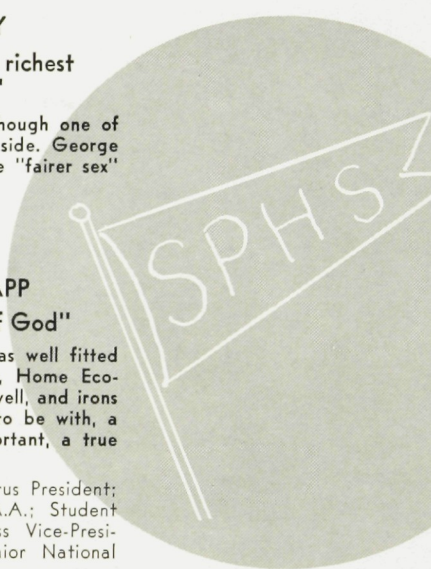 Y
richest
"
hough one of
side. George
e "fairer sex"
SPHS
APP
f God"
as well fitted
, Home Eco-
vell, and irons
to be with, a
ortant, a true
rus President;
.A.; Student
ss Vice-Presi-
nior National